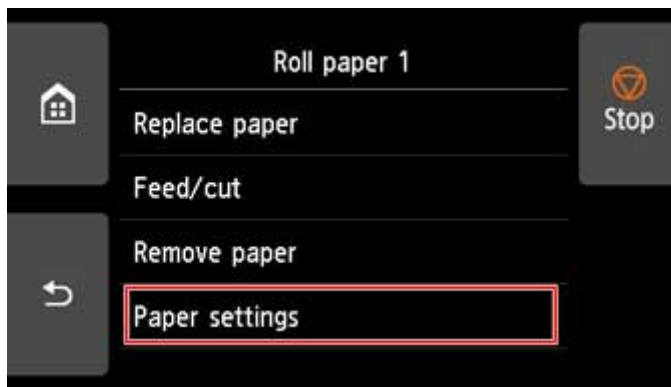 Roll paper 1
Replace paper
Stop
Feed/cut
Remove paper
Paper settings